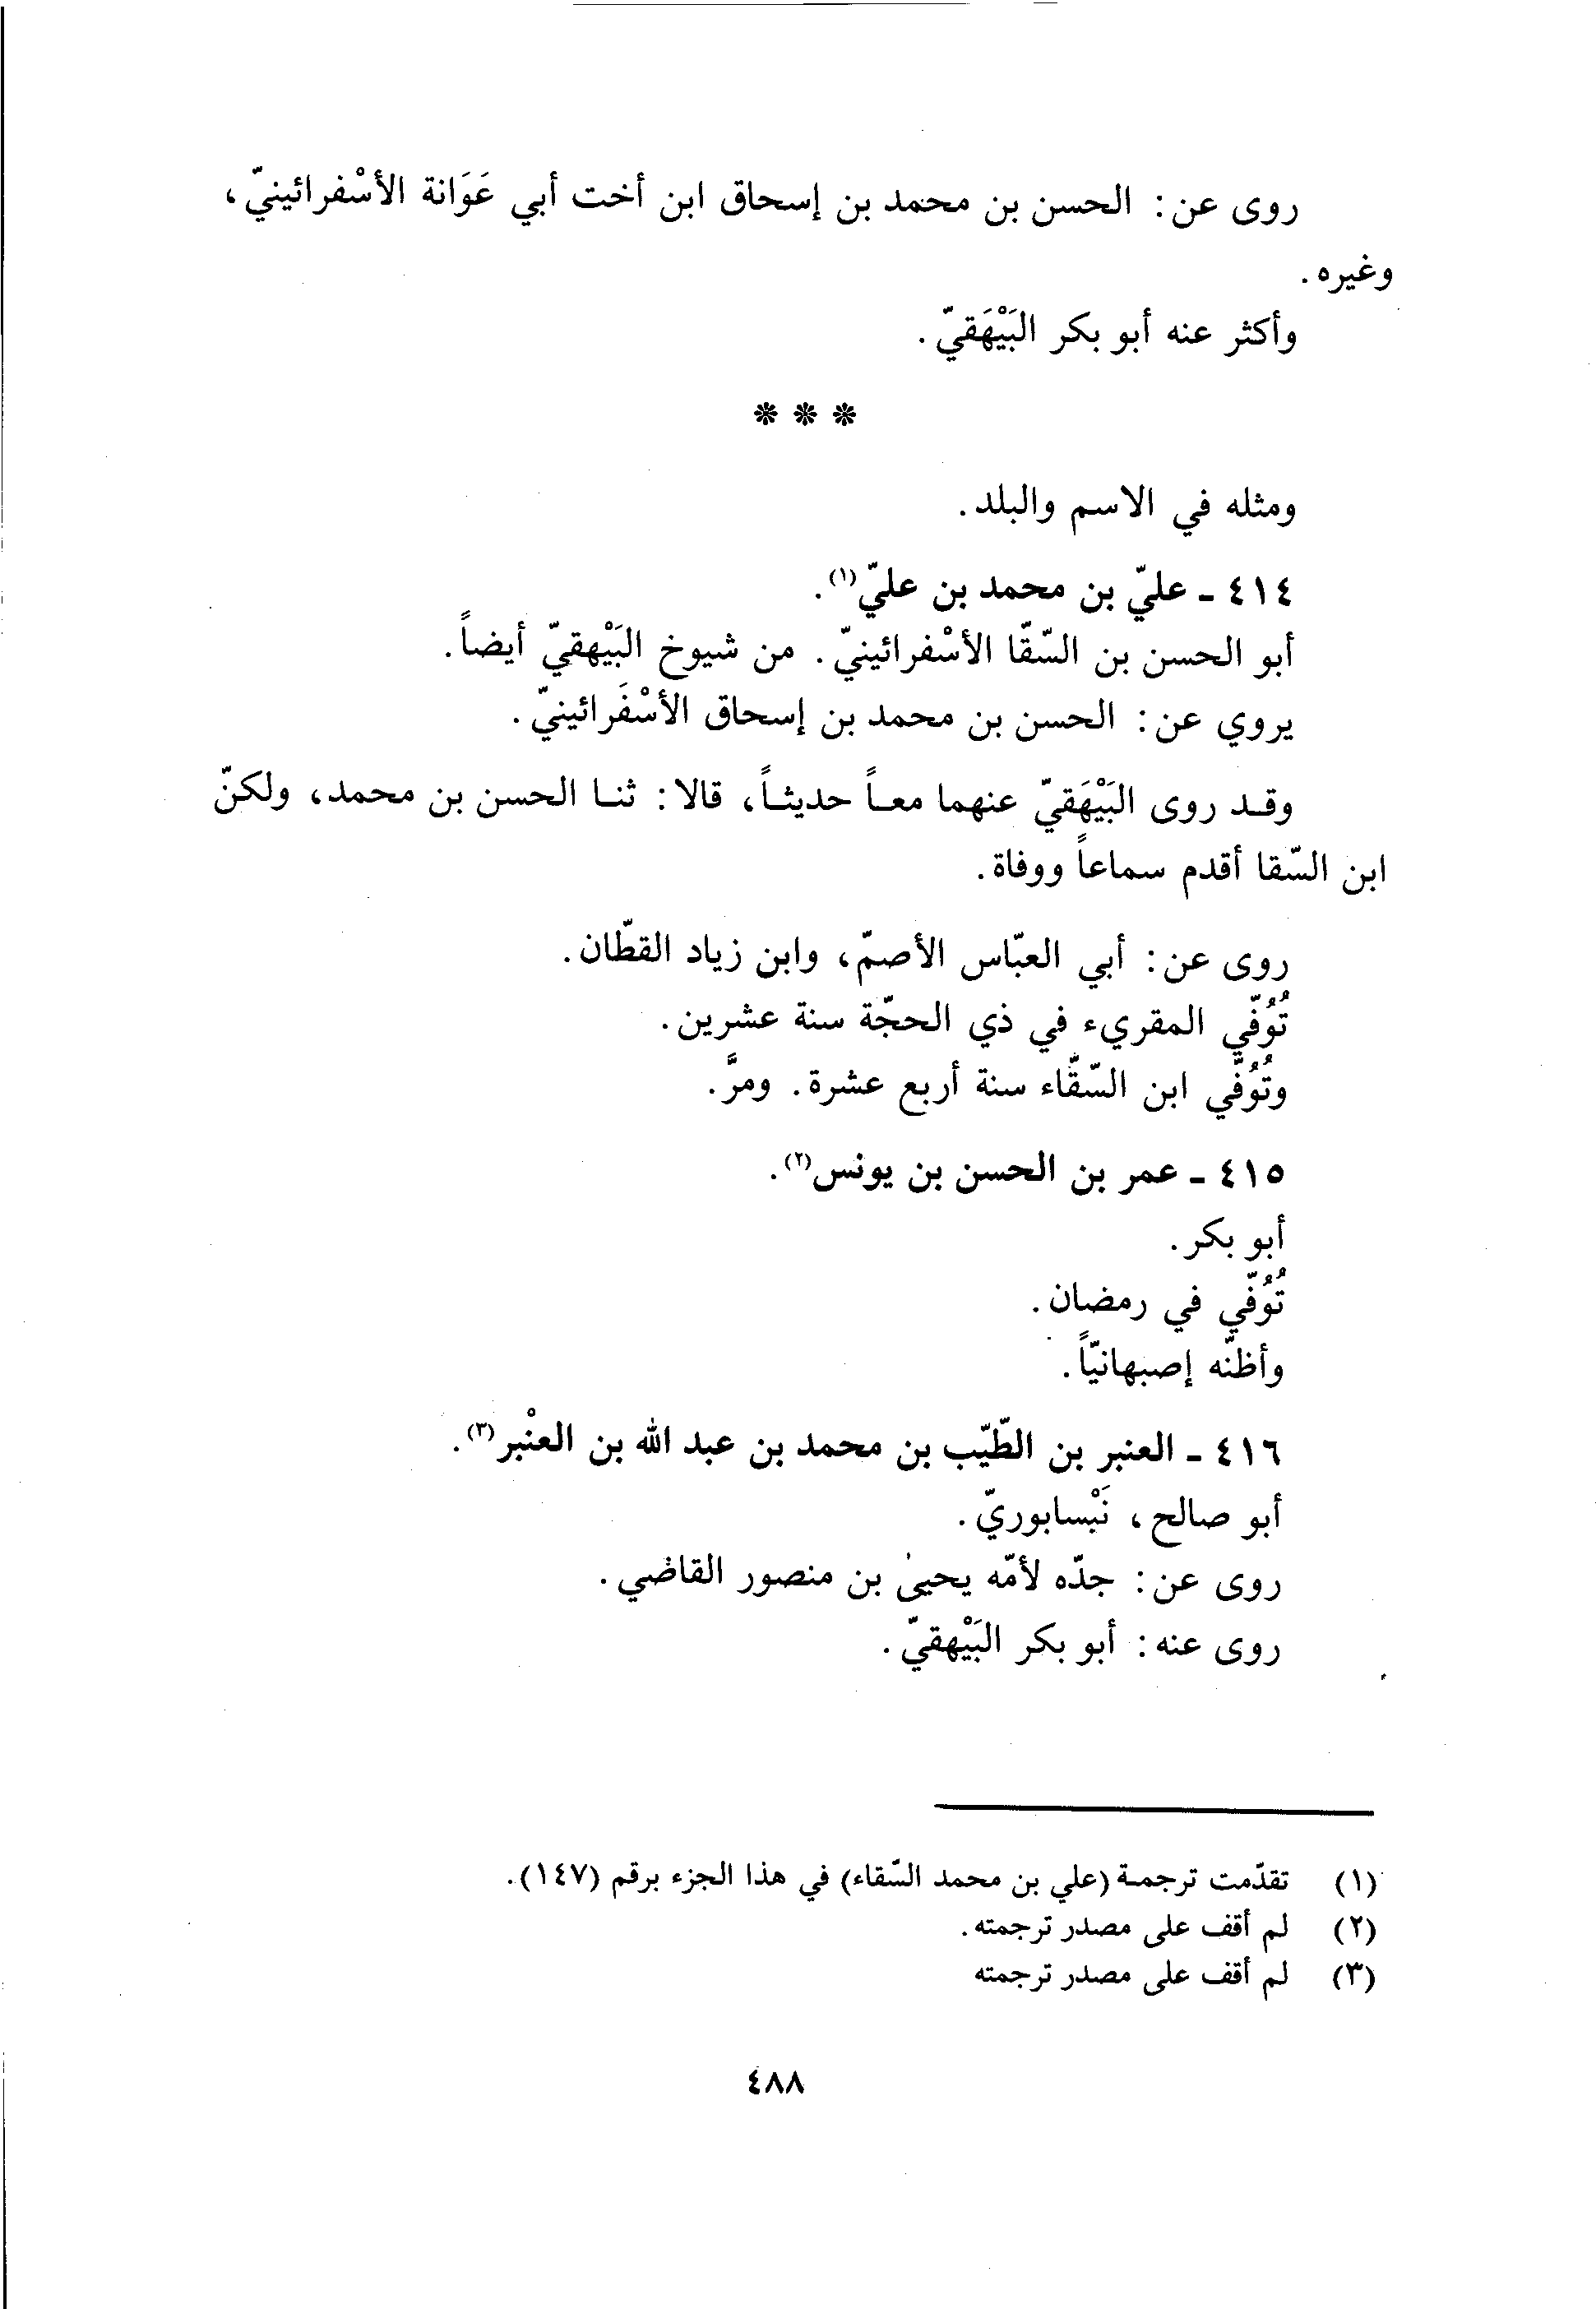 روى عن: الحسن بن محمد بن إسحاق ابن أخت أبي عَوَانة الأسْفرائينيّ،
وغيره.
وأكثر عنه أبو بكر البَيْهَقيّ.
* * *
ومثله في الاسم والبلد.
٤١٤ - عليّ بن محمد بن عليّ(١).
أبو الحسن بن السّقّا الأسْفرائينيّ. من شيوخ البَيْهقيّ أيضاً.
يروي عن: الحسن بن محمد بن إسحاق الأسْفَرائينيّ.
وقد روى البَيْهَقيّ عنهما معاً حديثاً، قالا: ثنا الحسن بن محمد، ولكنّ
ابن السّقا أقدم سماعاً ووفاة.
روى عن: أبي العبّاس الأصمّ، وابن زياد القطّان.
تُوُفّي المقريء في ذي الحجّة سنة عشرين.
وتُوُفّي ابن السّقّاء سنة أربع عشرة. ومرَّ.
٤١٥ - عمر بن الحسن بن يونس(٢).
أبو بكر.
تُوُفّي في رمضان.
وأظنّه إصبهانيّاً.
٤١٦ - العنبر بن الطّيّب بن محمد بن عبد الله بن العنْبر(٣).
أبو صالح، نَبْسابوريّ.
روى عن: جدّه لأمّه يحيىٰ بن منصور القاضي.
روى عنه: أبو بكر البَيْهقيّ.
(١) تقدّمت ترجمة (علي بن محمد السّقاء) في هذا الجزء برقم (١٤٧).
(٢) لم أقف على مصدر ترجمته.
(٣) لم أقف على مصدر ترجمته
٤٨٨